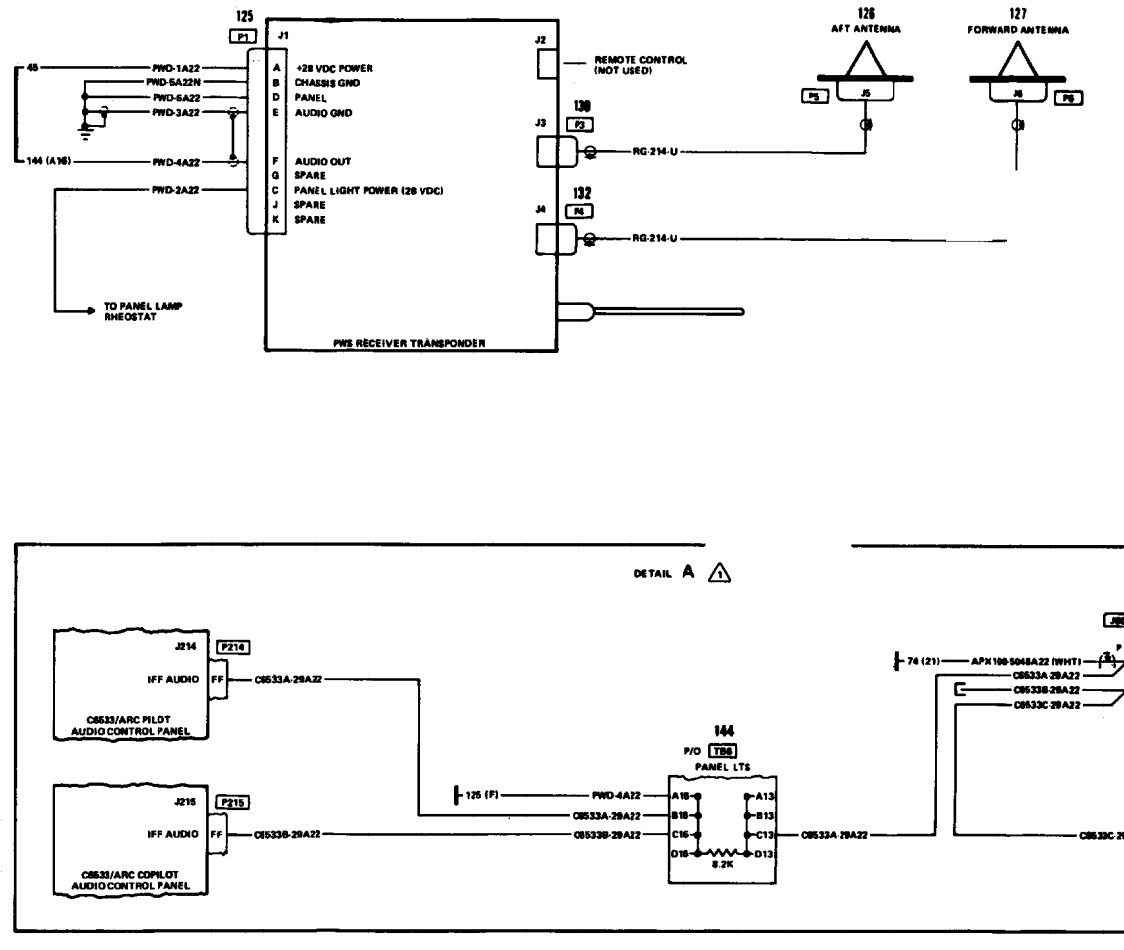 125
P1
J1
45
PWD-1A22
A
+28 VDC POWER
PWD-5A22N
B
CHASSIS GND
PWD-6A22
D
PANEL
PWD-3A22
E
AUDIO GND
144 (A16)
PWD-4A22
F
AUDIO OUT
G
SPARE
PWD-2A22
C
PANEL LIGHT POWER (28 VDC)
J
SPARE
K
SPARE
TO PANEL LAMP
RHEOSTAT
PWS RECEIVER TRANSPONDER
J2
REMOTE CONTROL
(NOT USED)
130
J3
P3
RG-214-U
132
J4
P4
RG-214-U
126
AFT ANTENNA
P5
J5
127
FORWARD ANTENNA
J6
P6
DETAIL A
1
J214
P214
IFF AUDIO
FF
C6533A-29A22
C6533/ARC PILOT
AUDIO CONTROL PANEL
J215
P215
IFF AUDIO
FF
C6533B-29A22
C6533/ARC COPILOT
AUDIO CONTROL PANEL
144
P/O TB6
PANEL LTS
125 (F)
PWD-4A22
A16
A13
C6533A-29A22
B16
B13
C6533B-29A22
C16
C13
C6533A-29A22
D16
D13
8.2K
P
74 (21)
APX100-5048A22 (WHT)
C6533A-29A22
C6533B-29A22
C6533C-29A22